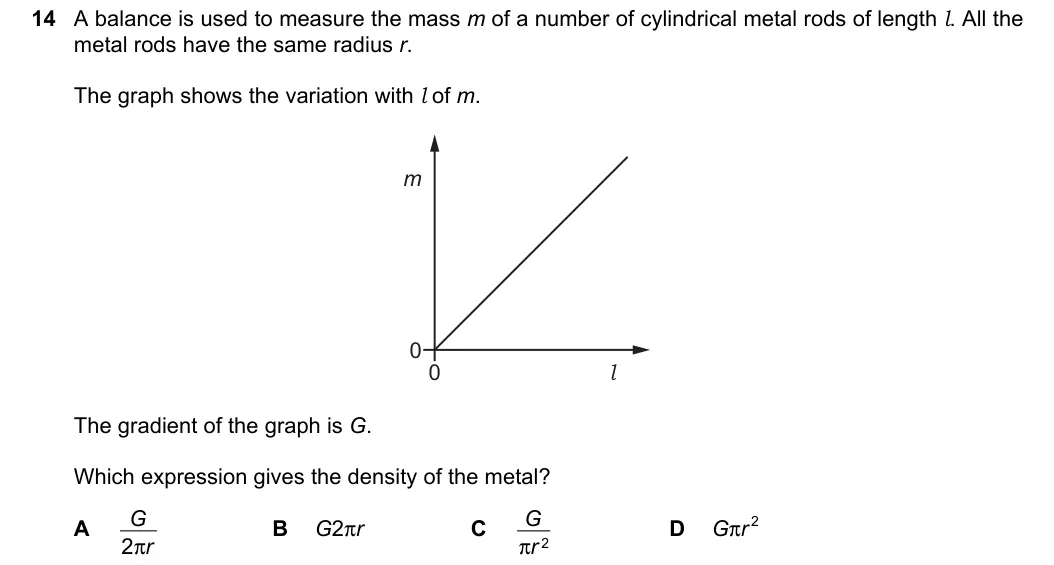 14 A balance is used to measure the mass m of a number of cylindrical metal rods of length l. All the
metal rods have the same radius r.
The graph shows the variation with l of m.
m
0
0
l
The gradient of the graph is G.
Which expression gives the density of the metal?
A G/2πr B G2πr C G/πr² D Gπr²